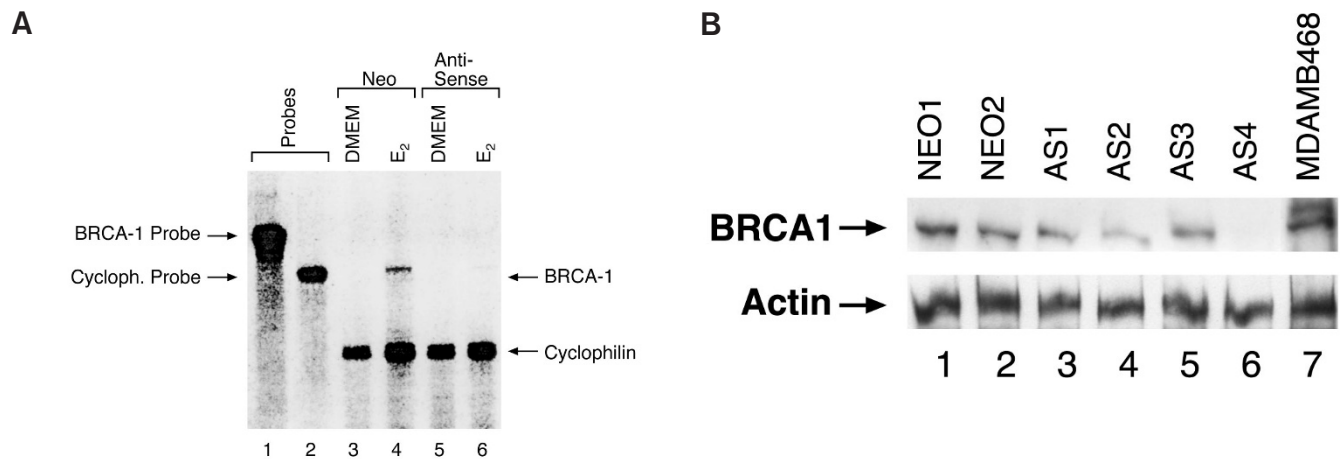 A
Anti-
Sense
Neo
Probes
DMEM
E2
DMEM
E2
BRCA-1 Probe
Cycloph. Probe
BRCA-1
Cyclophilin
1 2 3 4 5 6
B
NEO1
NEO2
AS1
AS2
AS3
AS4
MDAMB468
BRCA1
Actin
1 2 3 4 5 6 7